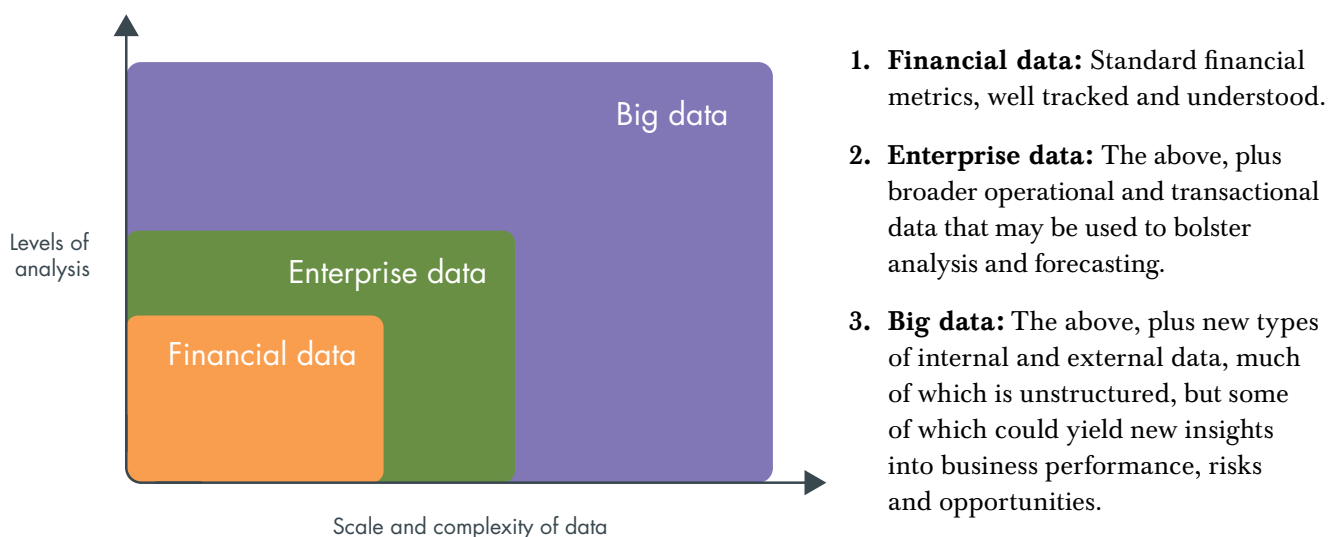 Big data
Levels of
analysis
Enterprise data
Financial data
Scale and complexity of data
1. Financial data: Standard financial
metrics, well tracked and understood.
2. Enterprise data: The above, plus
broader operational and transactional
data that may be used to bolster
analysis and forecasting.
3. Big data: The above, plus new types
of internal and external data, much
of which is unstructured, but some
of which could yield new insights
into business performance, risks
and opportunities.